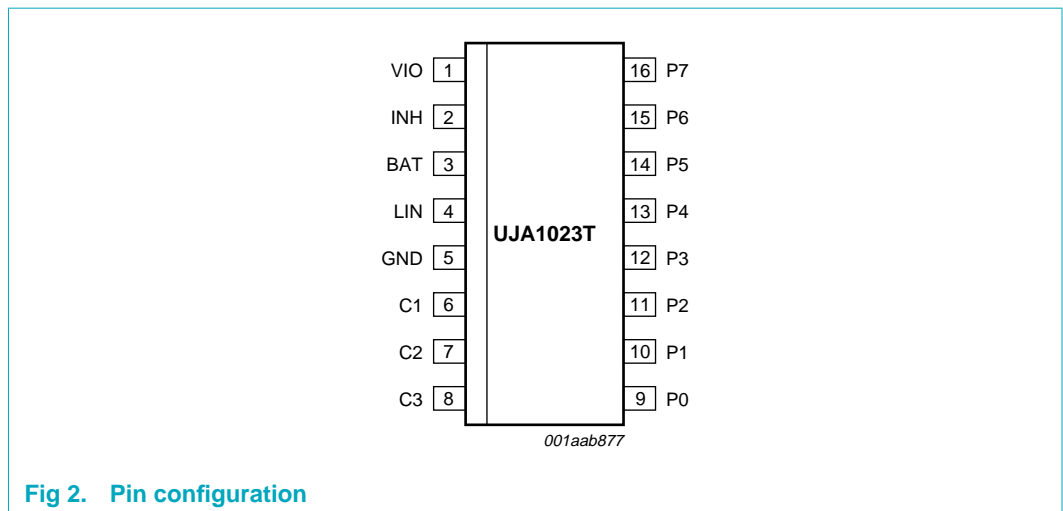 VIO 1 16 P7
INH 2 15 P6
BAT 3 14 P5
LIN 4 13 P4
UJA1023T
GND 5 12 P3
C1 6 11 P2
C2 7 10 P1
C3 8 9 P0
001aab877
Fig 2. Pin configuration